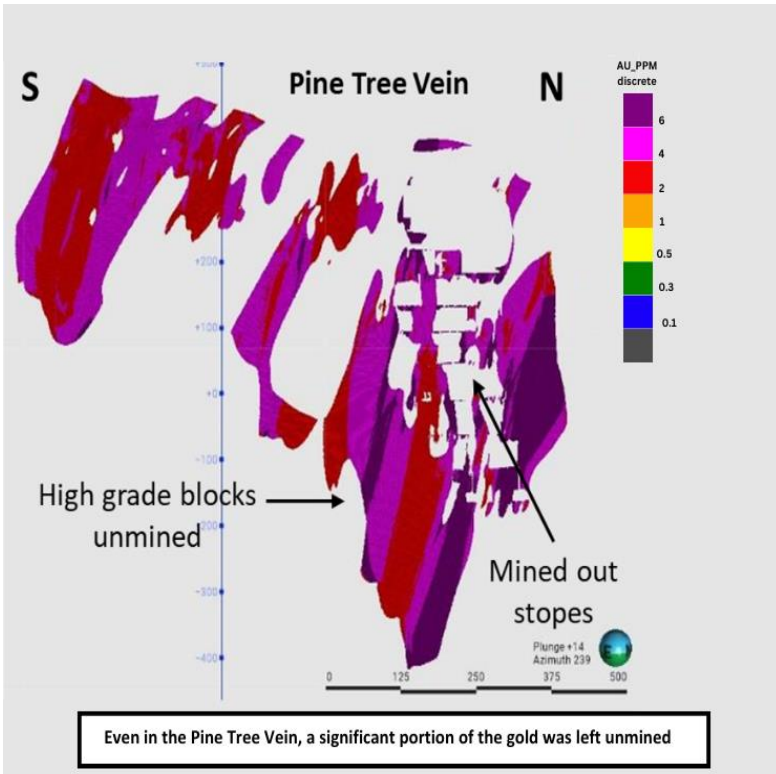 Pine Tree Vein
S
N
AU_PPM
discrete
6
4
2
1
0.5
0.3
0.1
+200
+100
+0
-100
-200
-300
-400
High grade blocks
unmined
Mined out
stopes
Plunge +14
Azimuth 239
0 125 250 375 500
Even in the Pine Tree Vein, a significant portion of the gold was left unmined